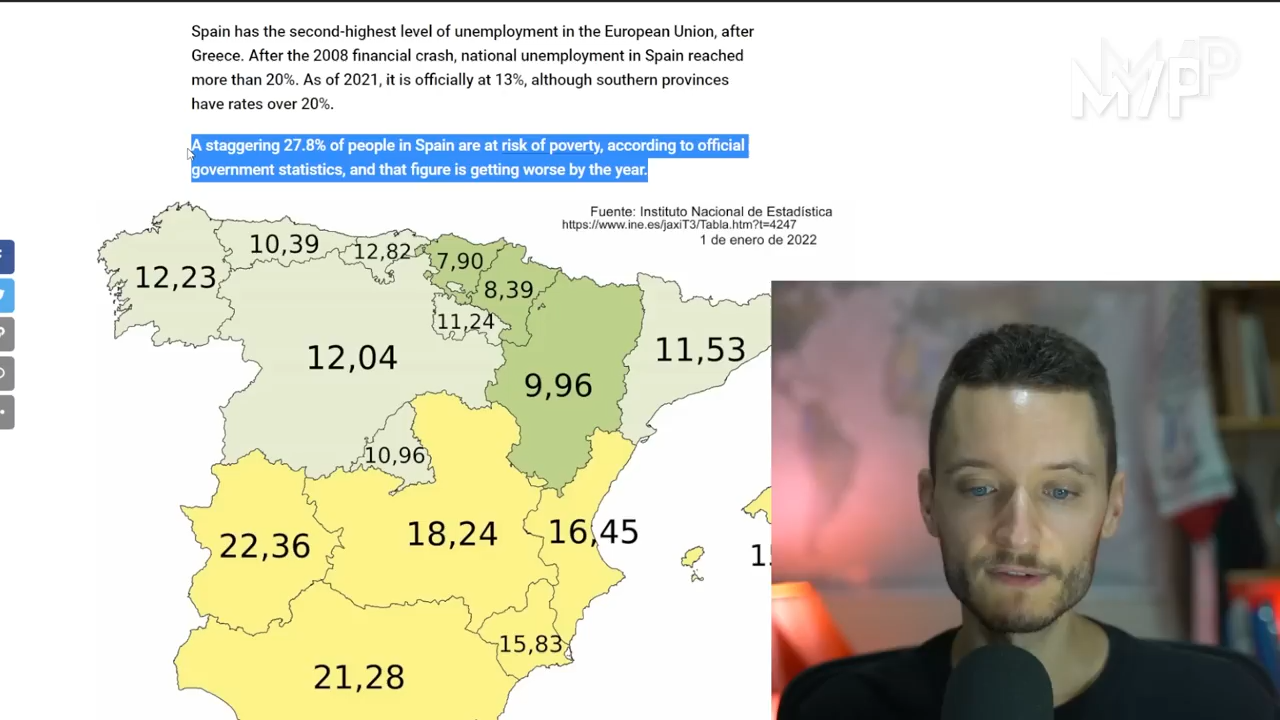 Spain has the second-highest level of unemployment in the European Union, after
Greece. After the 2008 financial crash, national unemployment in Spain reached
more than 20%. As of 2021, it is officially at 13%, although southern provinces
have rates over 20%.
A staggering 27.8% of people in Spain are at risk of poverty, according to official
government statistics, and that figure is getting worse by the year.
Fuente: Instituto Nacional de Estadística
https://www.ine.es/jaxiT3/Tabla.htm?t=4247
1 de enero de 2022
10,39
12,82
7,90
12,23
8,39
11,24
12,04
11,53
9,96
10,96
22,36
18,24
16,45
15,83
21,28